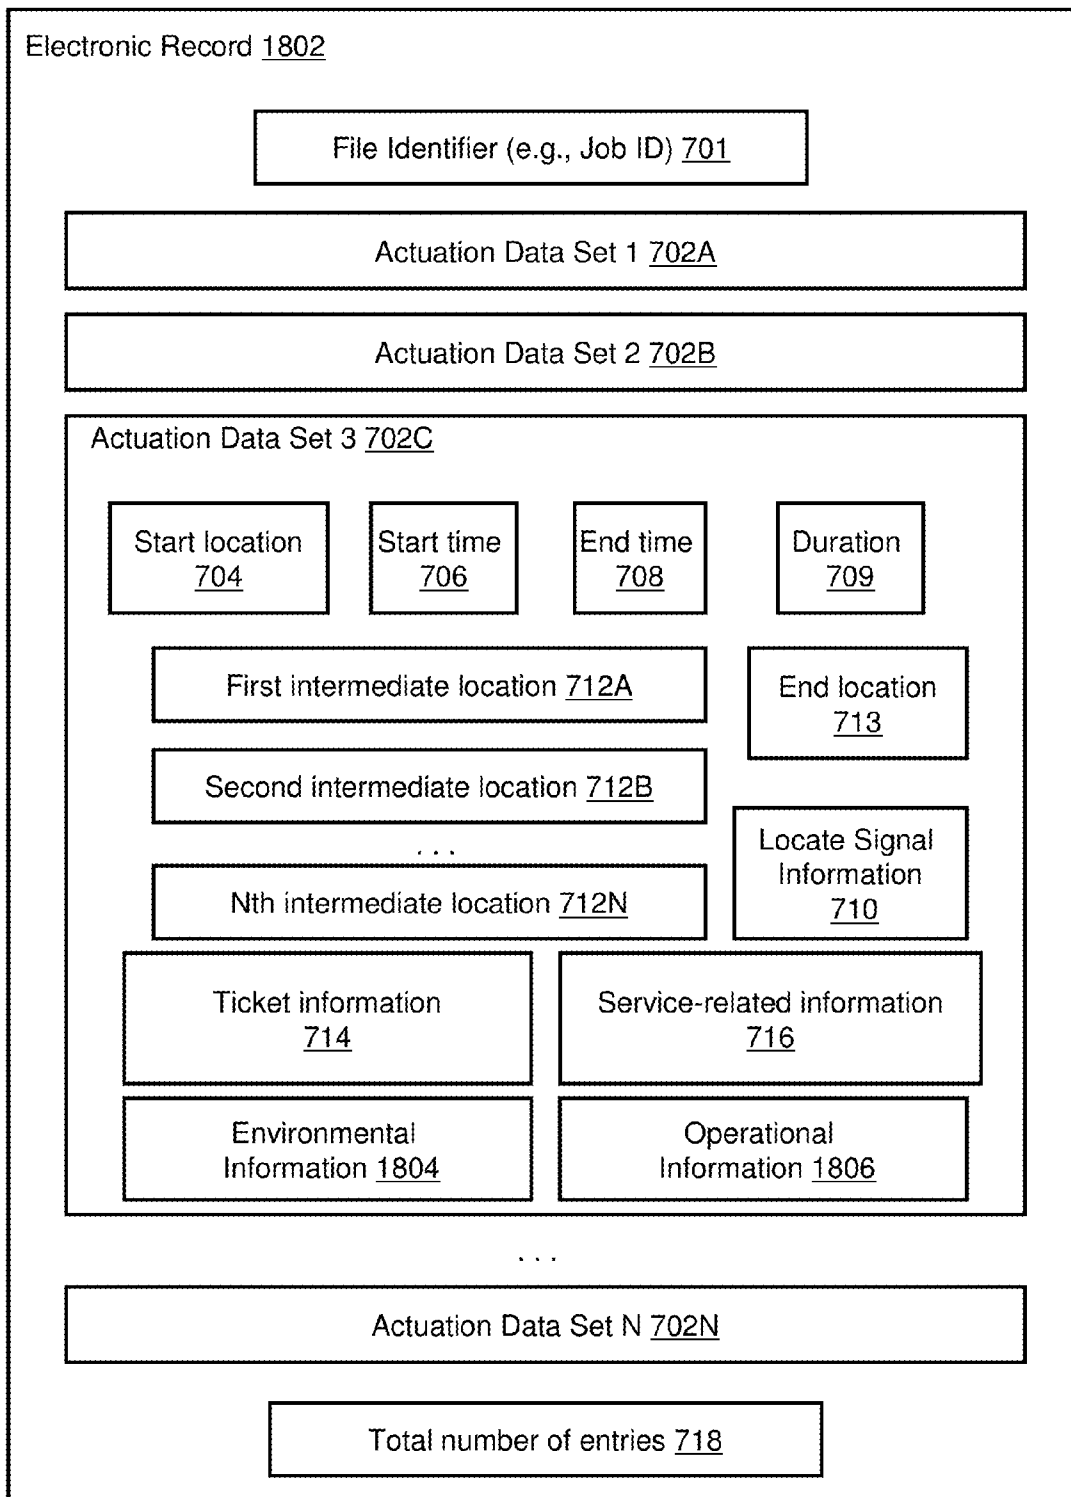 Electronic Record 1802
File Identifier (e.g., Job ID) 701
Actuation Data Set 1 702A
Actuation Data Set 2 702B
Actuation Data Set 3 702C
Start location
704
Start time
706
End time
708
Duration
709
First intermediate location 712A
End location
713
Second intermediate location 712B
. . .
Locate Signal
Information
710
Nth intermediate location 712N
Ticket information
714
Service-related information
716
Environmental
Information 1804
Operational
Information 1806
. . .
Actuation Data Set N 702N
Total number of entries 718